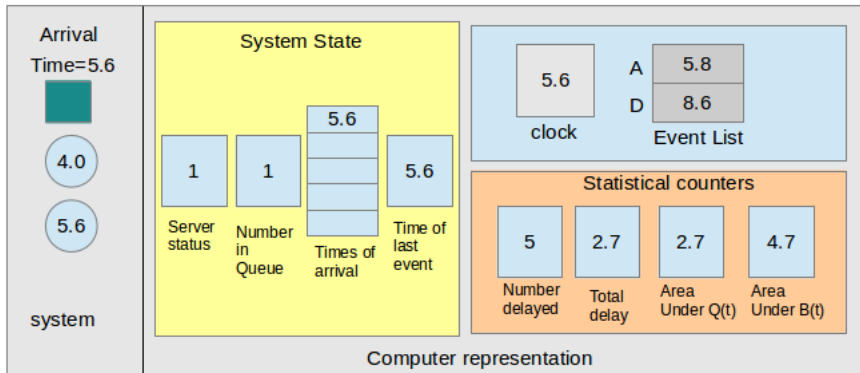 Arrival
Time=5.6
4.0
5.6
system
System State
1
1
5.6
5.6
Server
status
Number
in
Queue
Times of
arrival
Time of
last
event
5.6
clock
A
5.8
D
8.6
Event List
Statistical counters
5
2.7
2.7
4.7
Number
delayed
Total
delay
Area
Under Q(t)
Area
Under B(t)
Computer representation